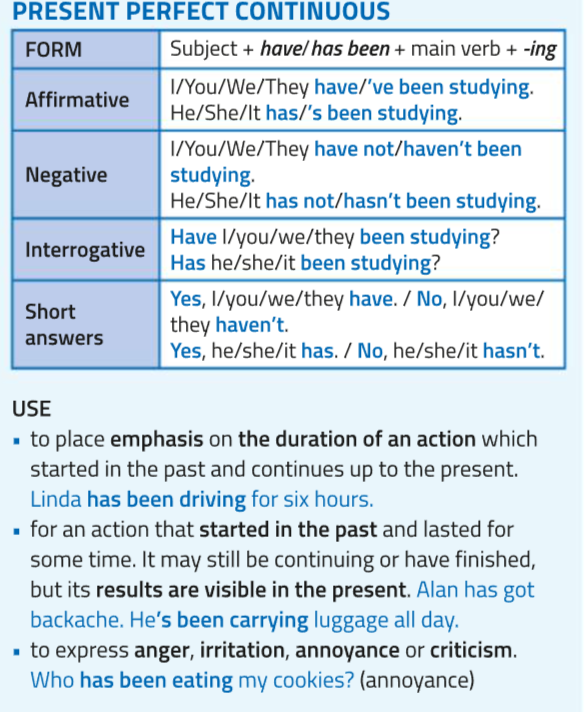 PRESENT PERFECT CONTINUOUS
FORM
Subject + have/has been + main verb + -ing
Affirmative
I/You/We/They have/'ve been studying.
He/She/It has/'s been studying.
Negative
I/You/We/They have not/haven't been
studying.
He/She/It has not/hasn't been studying.
Interrogative
Have I/you/we/they been studying?
Has he/she/it been studying?
Short
answers
Yes, I/you/we/they have. / No, I/you/we/
they haven't.
Yes, he/she/it has. / No, he/she/it hasn't.
USE
▪ to place emphasis on the duration of an action which
started in the past and continues up to the present.
Linda has been driving for six hours.
▪ for an action that started in the past and lasted for
some time. It may still be continuing or have finished,
but its results are visible in the present. Alan has got
backache. He's been carrying luggage all day.
▪ to express anger, irritation, annoyance or criticism.
Who has been eating my cookies? (annoyance)